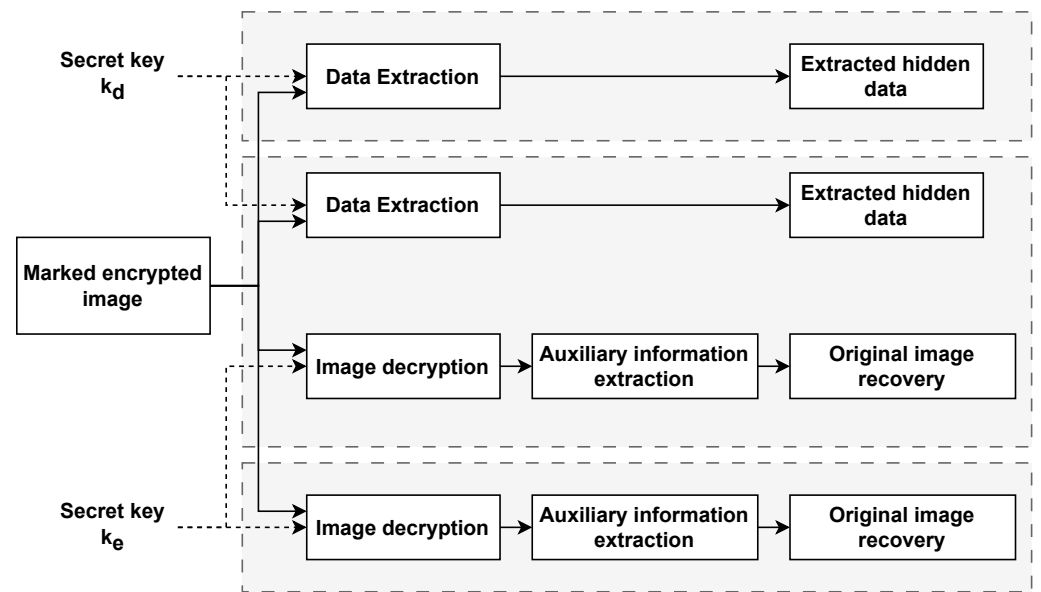 Secret key
kd
Data Extraction
Extracted hidden
data
Data Extraction
Extracted hidden
data
Marked encrypted
image
Image decryption
Auxiliary information
extraction
Original image
recovery
Secret key
ke
Image decryption
Auxiliary information
extraction
Original image
recovery